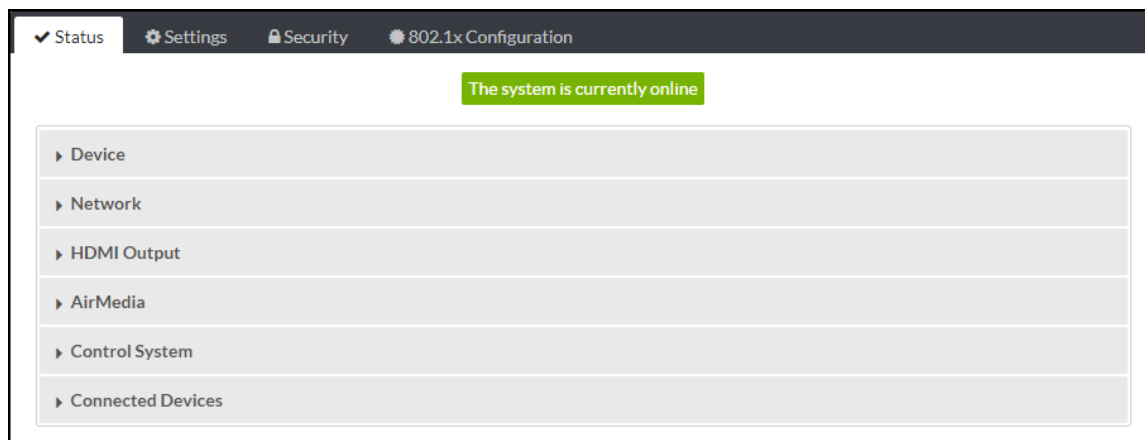 Status Settings Security 802.1x Configuration
The system is currently online
Device
Network
HDMI Output
AirMedia
Control System
Connected Devices